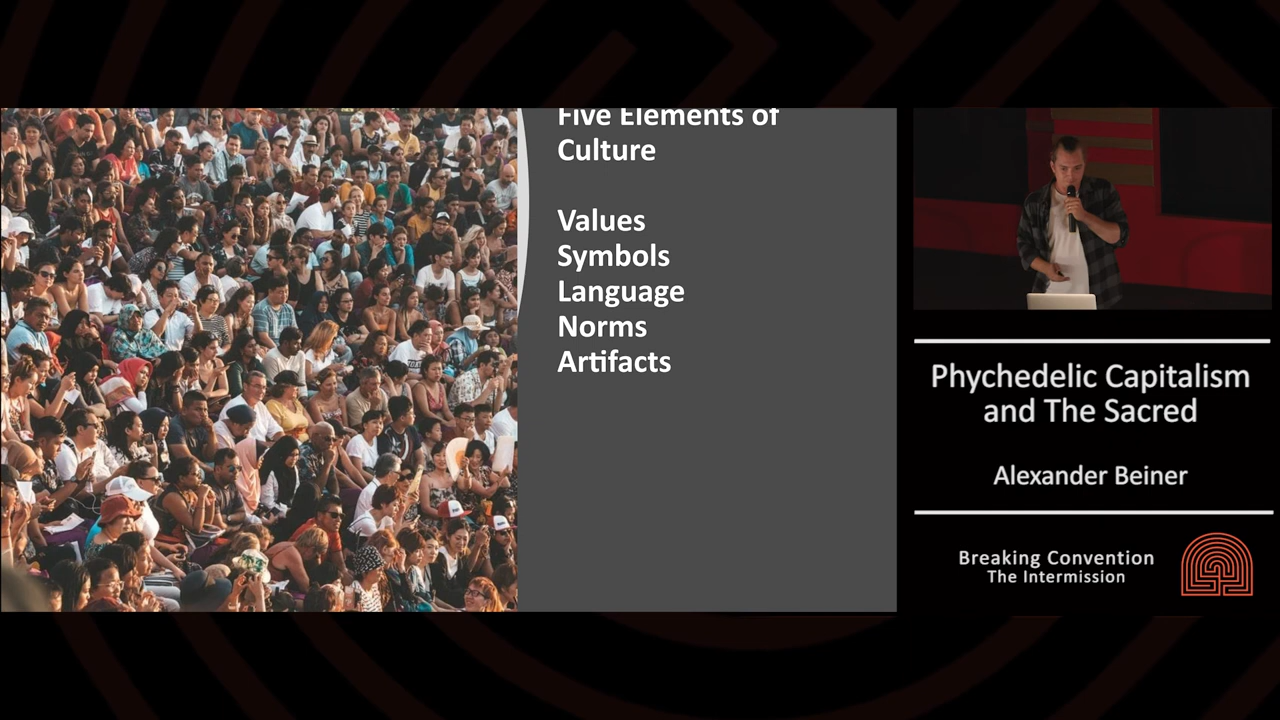 Five Elements of
Culture
Values
Symbols
Language
Norms
Artifacts
Phychedelic Capitalism
and The Sacred
Alexander Beiner
Breaking Convention
The Intermission